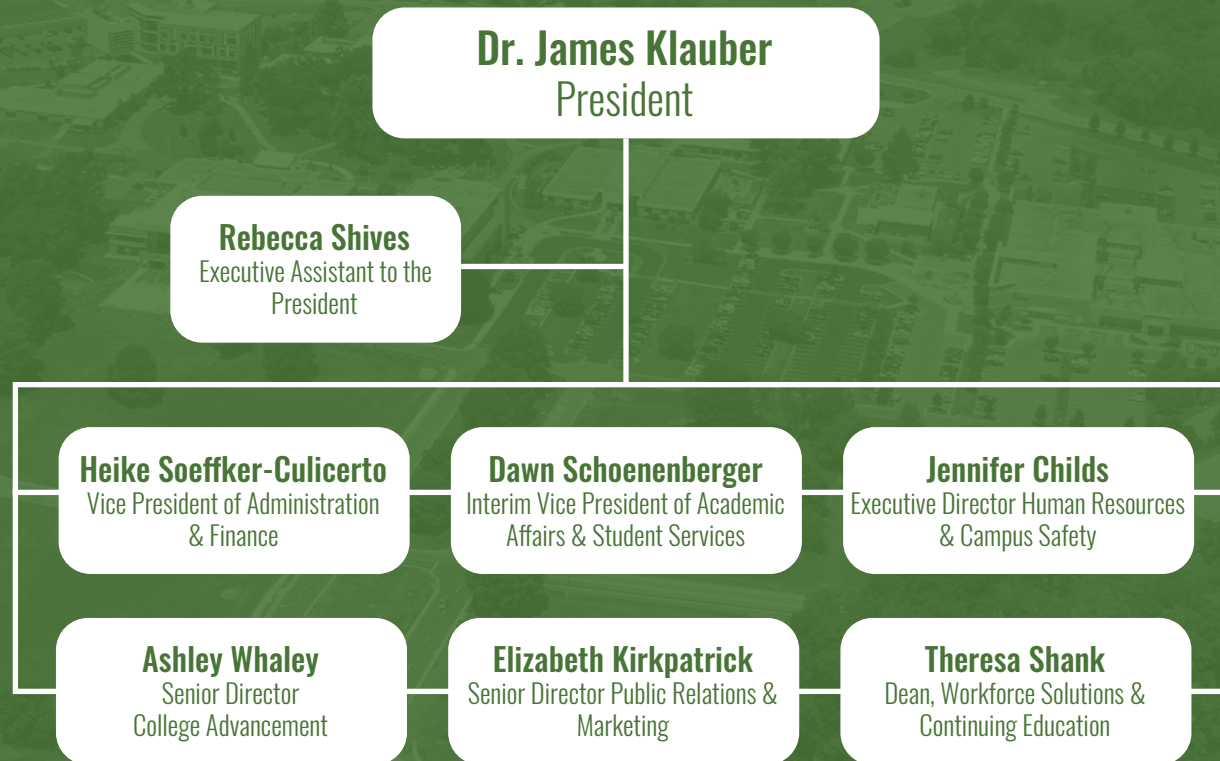 Dr. James Klauber
President
Rebecca Shives
Executive Assistant to the
President
Heike Soeffker-Culicerto
Vice President of Administration
& Finance
Dawn Schoenenberger
Interim Vice President of Academic
Affairs & Student Services
Jennifer Childs
Executive Director Human Resources
& Campus Safety
Ashley Whaley
Senior Director
College Advancement
Elizabeth Kirkpatrick
Senior Director Public Relations &
Marketing
Theresa Shank
Dean, Workforce Solutions &
Continuing Education